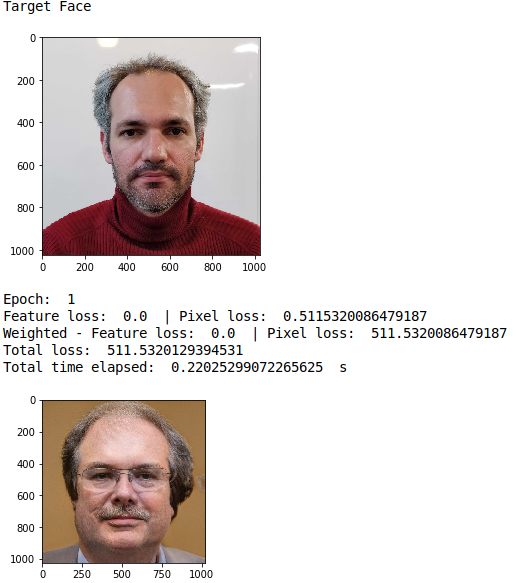 Target Face
0
200
400
600
800
1000
0 200 400 600 800 1000
Epoch:  1
Feature loss:  0.0  | Pixel loss:  0.5115320086479187
Weighted - Feature loss:  0.0  | Pixel loss:  511.5320086479187
Total loss:  511.5320129394531
Total time elapsed:  0.22025299072265625  s
0
200
400
600
800
1000
0 250 500 750 1000